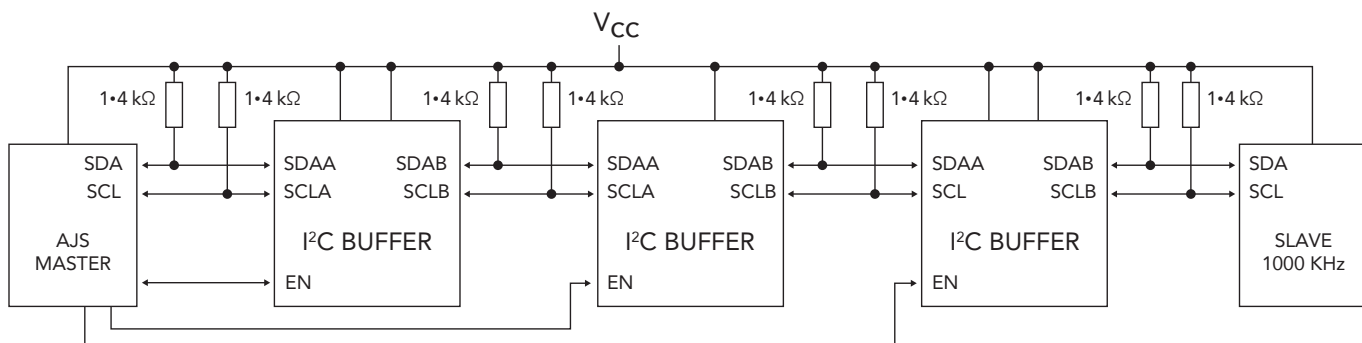 VCC
1•4 kΩ 1•4 kΩ 1•4 kΩ 1•4 kΩ 1•4 kΩ 1•4 kΩ 1•4 kΩ 1•4 kΩ
SDA SDAA SDAB SDAA SDAB SDAA SDAB SDA
SCL SCLA SCLB SCLA SCLB SCL SCLB SCL
I²C BUFFER I²C BUFFER I²C BUFFER
AJS MASTER
SLAVE 1000 KHz
EN EN EN